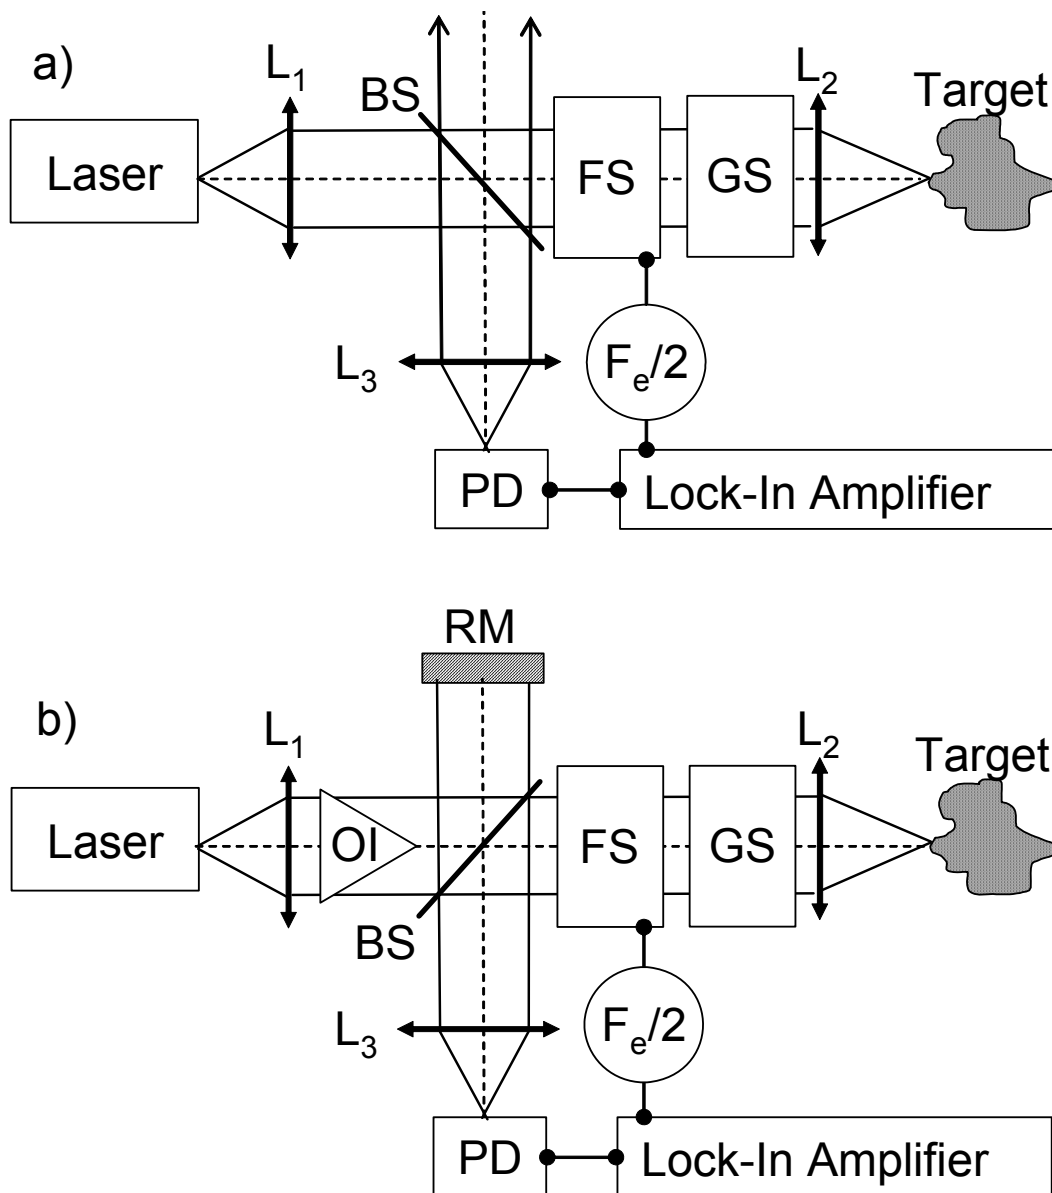 a)
L1
BS
L2
Target
Laser
FS
GS
L3
Fe/2
PD
Lock-In Amplifier
RM
b)
L1
L2
Target
Laser
OI
FS
GS
BS
L3
Fe/2
PD
Lock-In Amplifier